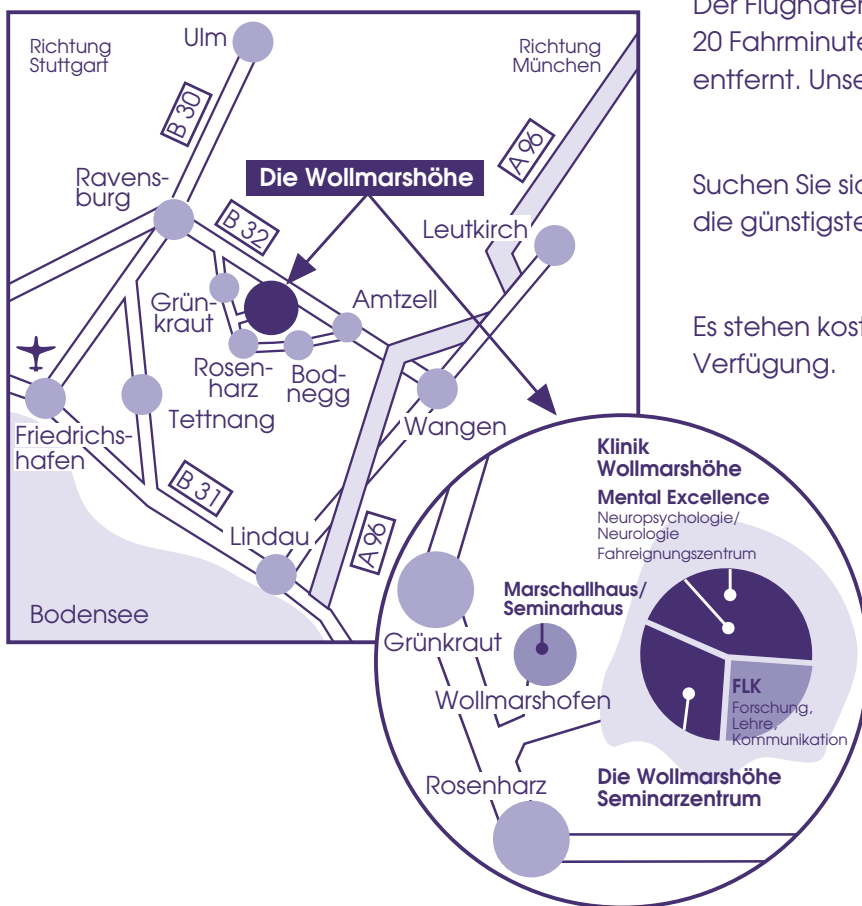 Der Flughafen
20 Fahrminute
entfernt. Unse
Suchen Sie sic
die günstigste
Es stehen kost
Verfügung.
Richtung
Stuttgart
Ulm
Richtung
München
B 30
A 96
Ravens-
burg
Die Wollmarshöhe
B 32
Leutkirch
Grün-
kraut
Amtzell
Rosen-
harz
Bod-
negg
Tettnang
Wangen
Friedrichs-
hafen
B 31
Lindau
A 96
Bodensee
Klinik
Wollmarshöhe
Mental Excellence
Neuropsychologie/
Neurologie
Fahreignungszentrum
Marschallhaus/
Seminarhaus
Grünkraut
Wollmarshofen
FLK
Forschung,
Lehre,
Kommunikation
Rosenharz
Die Wollmarshöhe
Seminarzentrum